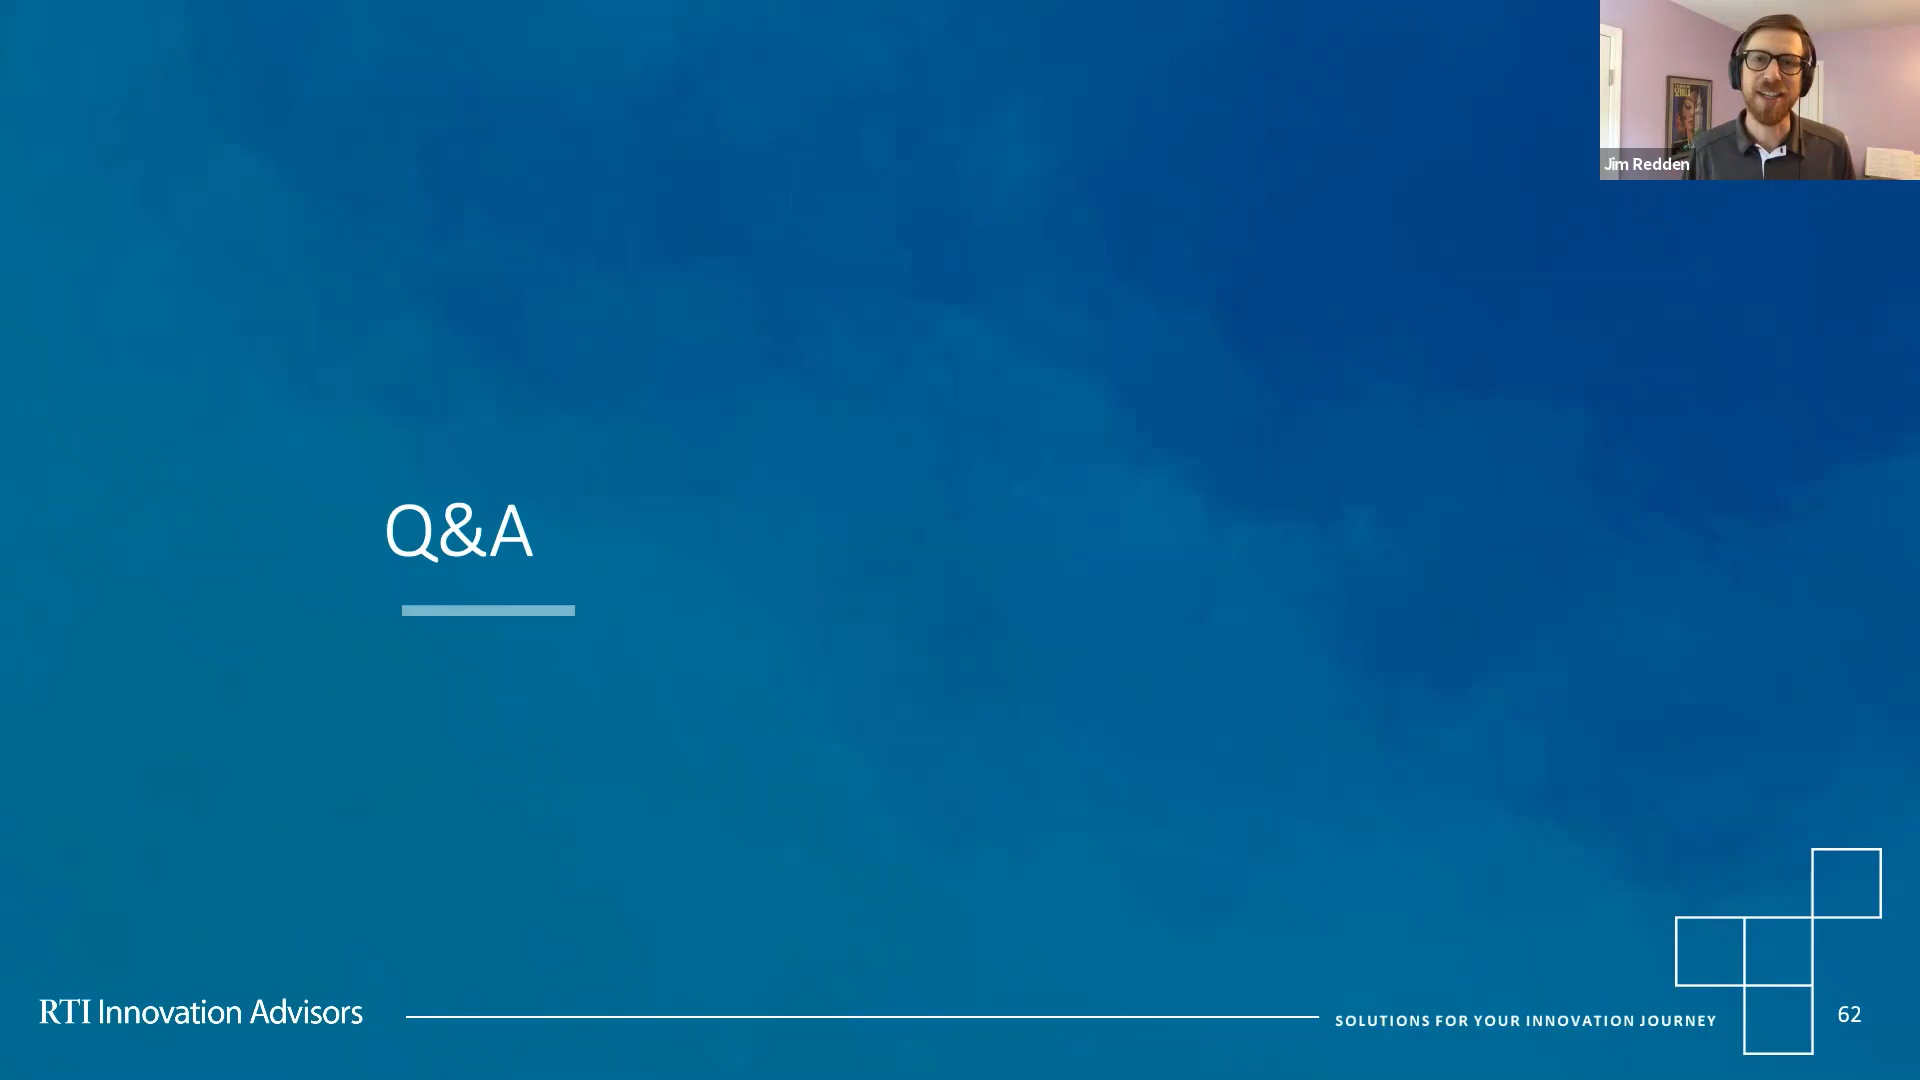 Jim Redden
Q&A
RTI Innovation Advisors
SOLUTIONS FOR YOUR INNOVATION JOURNEY
62